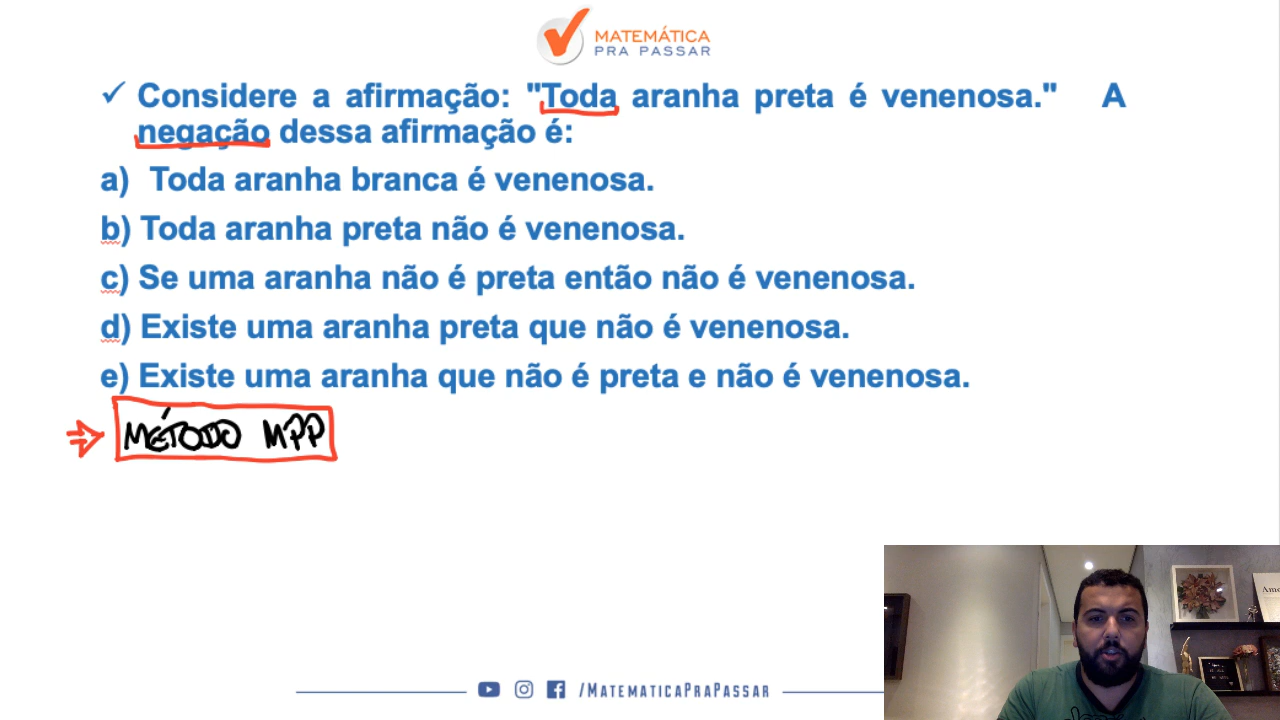 MATEMÁTICA
PRA PASSAR
✓ Considere a afirmação: "Toda aranha preta é venenosa." A
negação dessa afirmação é:
a) Toda aranha branca é venenosa.
b) Toda aranha preta não é venenosa.
c) Se uma aranha não é preta então não é venenosa.
d) Existe uma aranha preta que não é venenosa.
e) Existe uma aranha que não é preta e não é venenosa.
⇒ MÉTODO MPP
/MATEMATICAPRAPASSAR